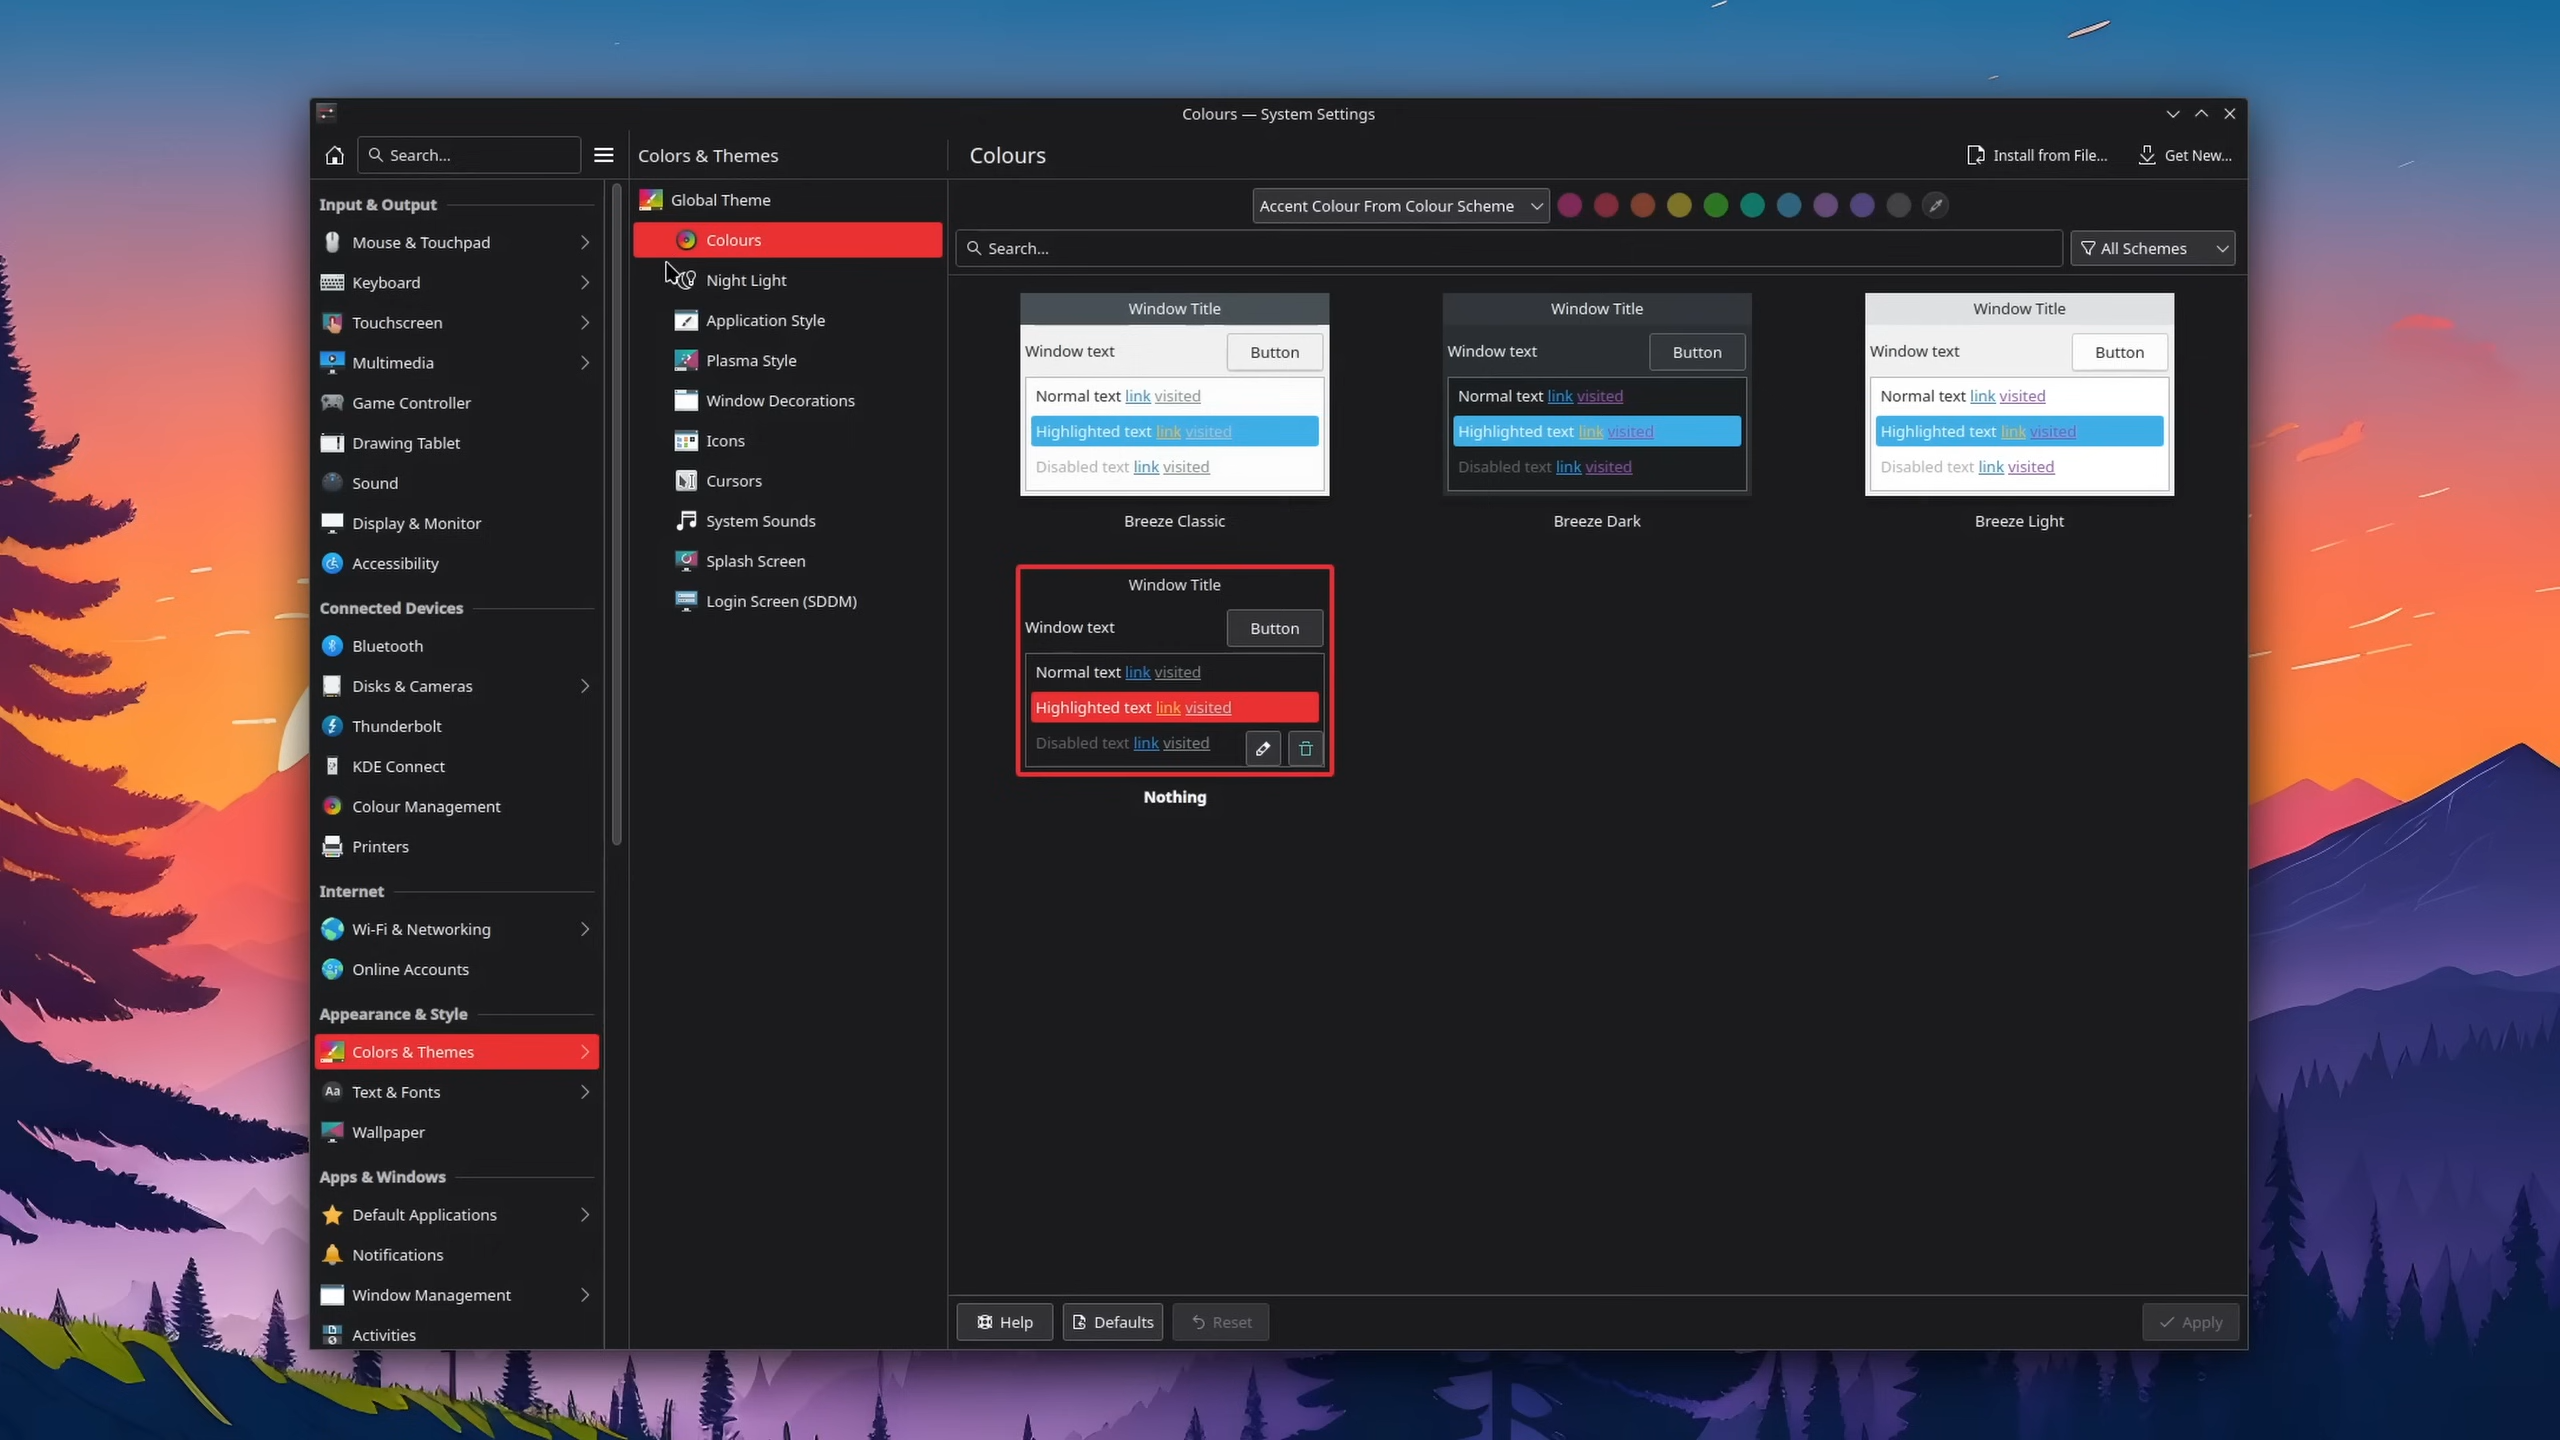 Colours — System Settings
Search...
Colors & Themes
Colours
Install from File...
Get New...
Input & Output
Mouse & Touchpad
Keyboard
Touchscreen
Multimedia
Game Controller
Drawing Tablet
Sound
Display & Monitor
Accessibility
Connected Devices
Bluetooth
Disks & Cameras
Thunderbolt
KDE Connect
Colour Management
Printers
Internet
Wi-Fi & Networking
Online Accounts
Appearance & Style
Colors & Themes
Aa Text & Fonts
Wallpaper
Apps & Windows
Default Applications
Notifications
Window Management
Activities
Global Theme
Colours
Night Light
Application Style
Plasma Style
Window Decorations
Icons
Cursors
System Sounds
Splash Screen
Login Screen (SDDM)
Accent Colour From Colour Scheme
Search...
All Schemes
Window Title
Window text
Button
Normal text link visited
Highlighted text link visited
Disabled text link visited
Breeze Classic
Window Title
Window text
Button
Normal text link visited
Highlighted text link visited
Disabled text link visited
Breeze Dark
Window Title
Window text
Button
Normal text link visited
Highlighted text link visited
Disabled text link visited
Breeze Light
Window Title
Window text
Button
Normal text link visited
Highlighted text link visited
Disabled text link visited
Nothing
Help
Defaults
Reset
Apply